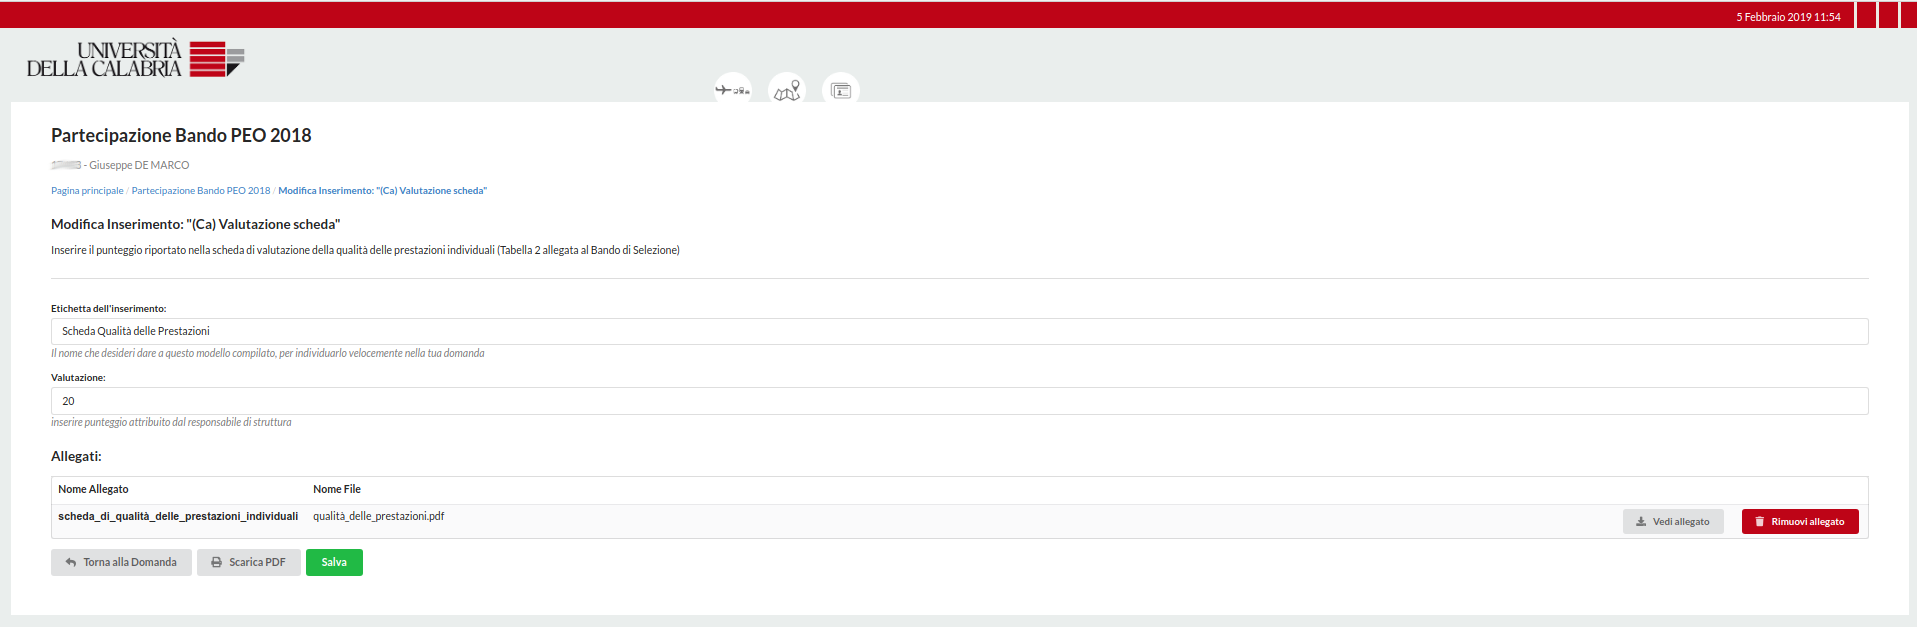 5 Febbraio 2019 11:54
UNIVERSITÀ
DELLA CALABRIA
Partecipazione Bando PEO 2018
- Giuseppe DE MARCO
Pagina principale / Partecipazione Bando PEO 2018 / Modifica Inserimento: "(Ca) Valutazione scheda"
Modifica Inserimento: "(Ca) Valutazione scheda"
Inserire il punteggio riportato nella scheda di valutazione della qualità delle prestazioni individuali (Tabella 2 allegata al Bando di Selezione)
Etichetta dell'inserimento:
Scheda Qualità delle Prestazioni
Il nome che desideri dare a questo modello compilato, per individuarlo velocemente nella tua domanda
Valutazione:
20
inserire punteggio attribuito dal responsabile di struttura
Allegati:
Nome Allegato Nome File
scheda_di_qualità_delle_prestazioni_individuali qualità_delle_prestazioni.pdf Vedi allegato Rimuovi allegato
Torna alla Domanda Scarica PDF Salva